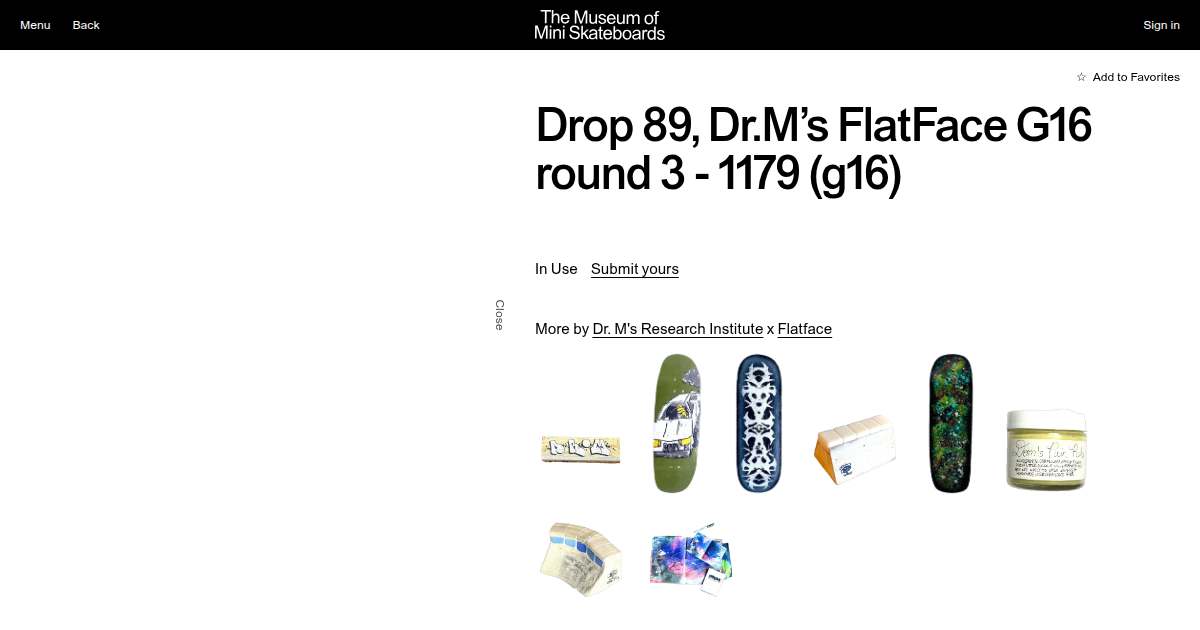 Menu
Back
The Museum of
Mini Skateboards
Sign in
☆ Add to Favorites
Drop 89, Dr.M’s FlatFace G16
round 3 - 1179 (g16)
In Use Submit yours
Close
More by Dr. M's Research Institute x Flatface